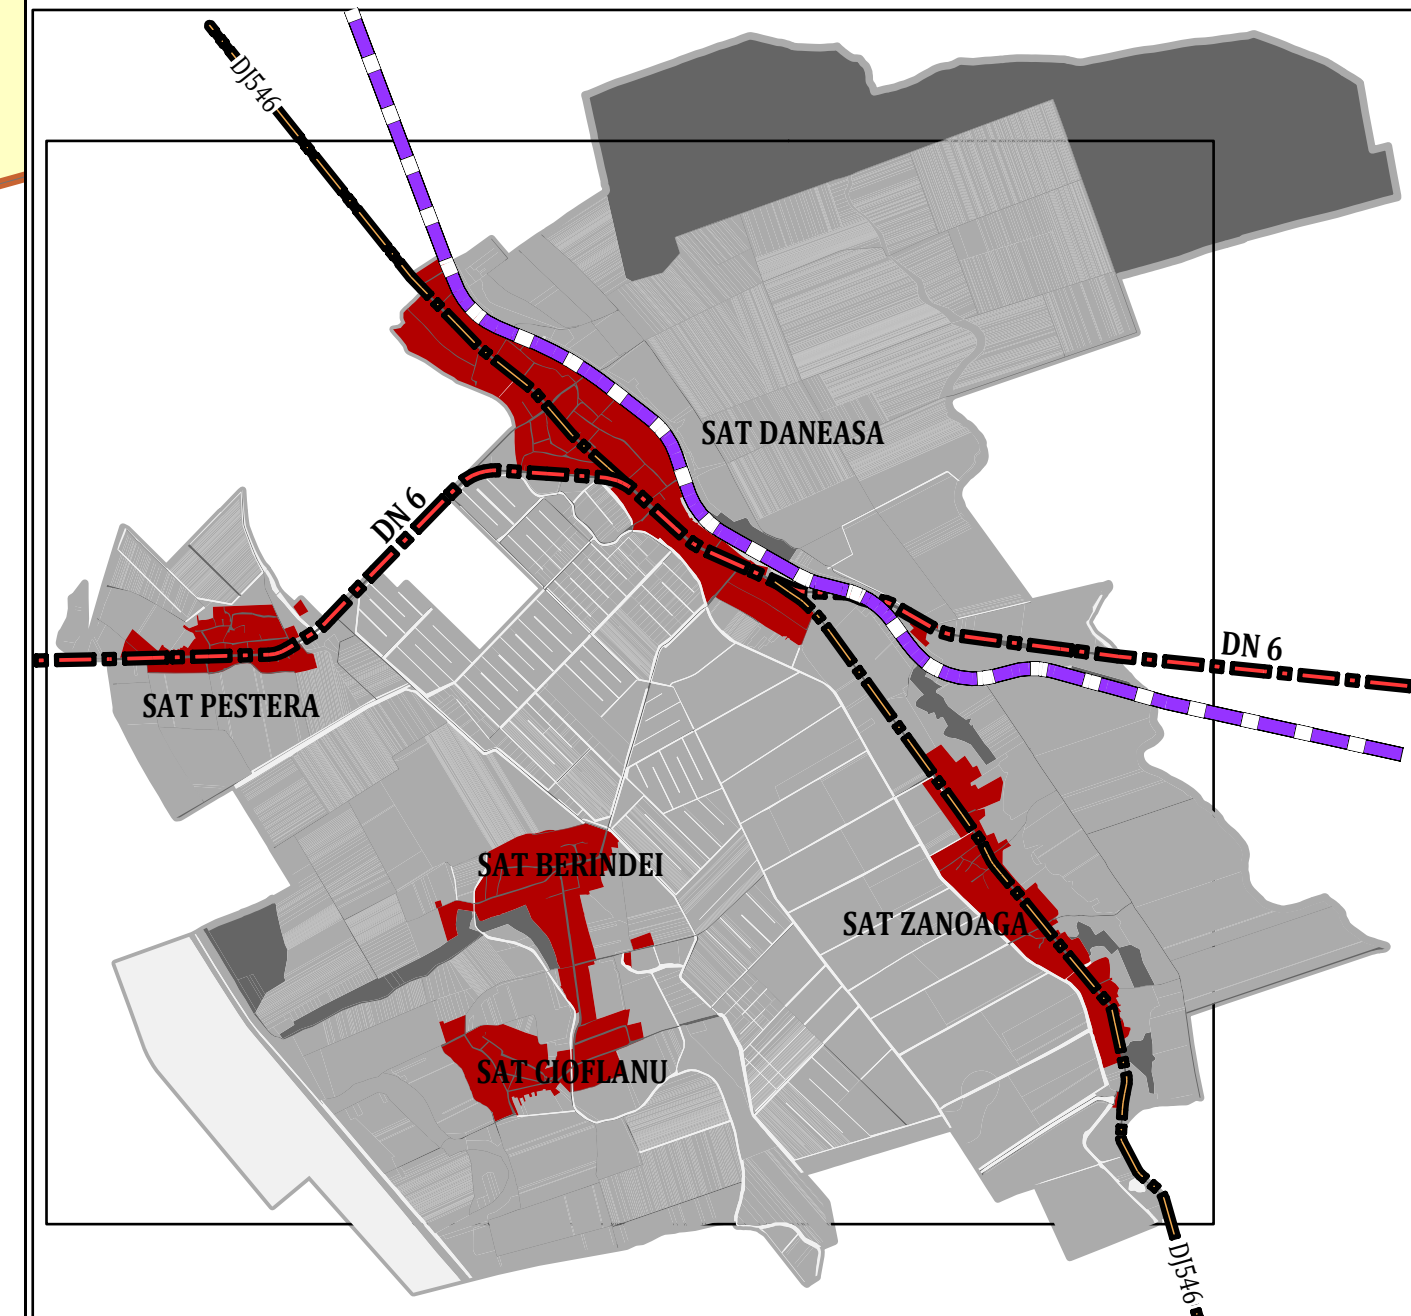 DJ546
SAT DANEASA
DN 6
DN 6
SAT PESTERA
SAT BERINDEI
SAT ZANOAGA
SAT CIOFLANU
DJ546